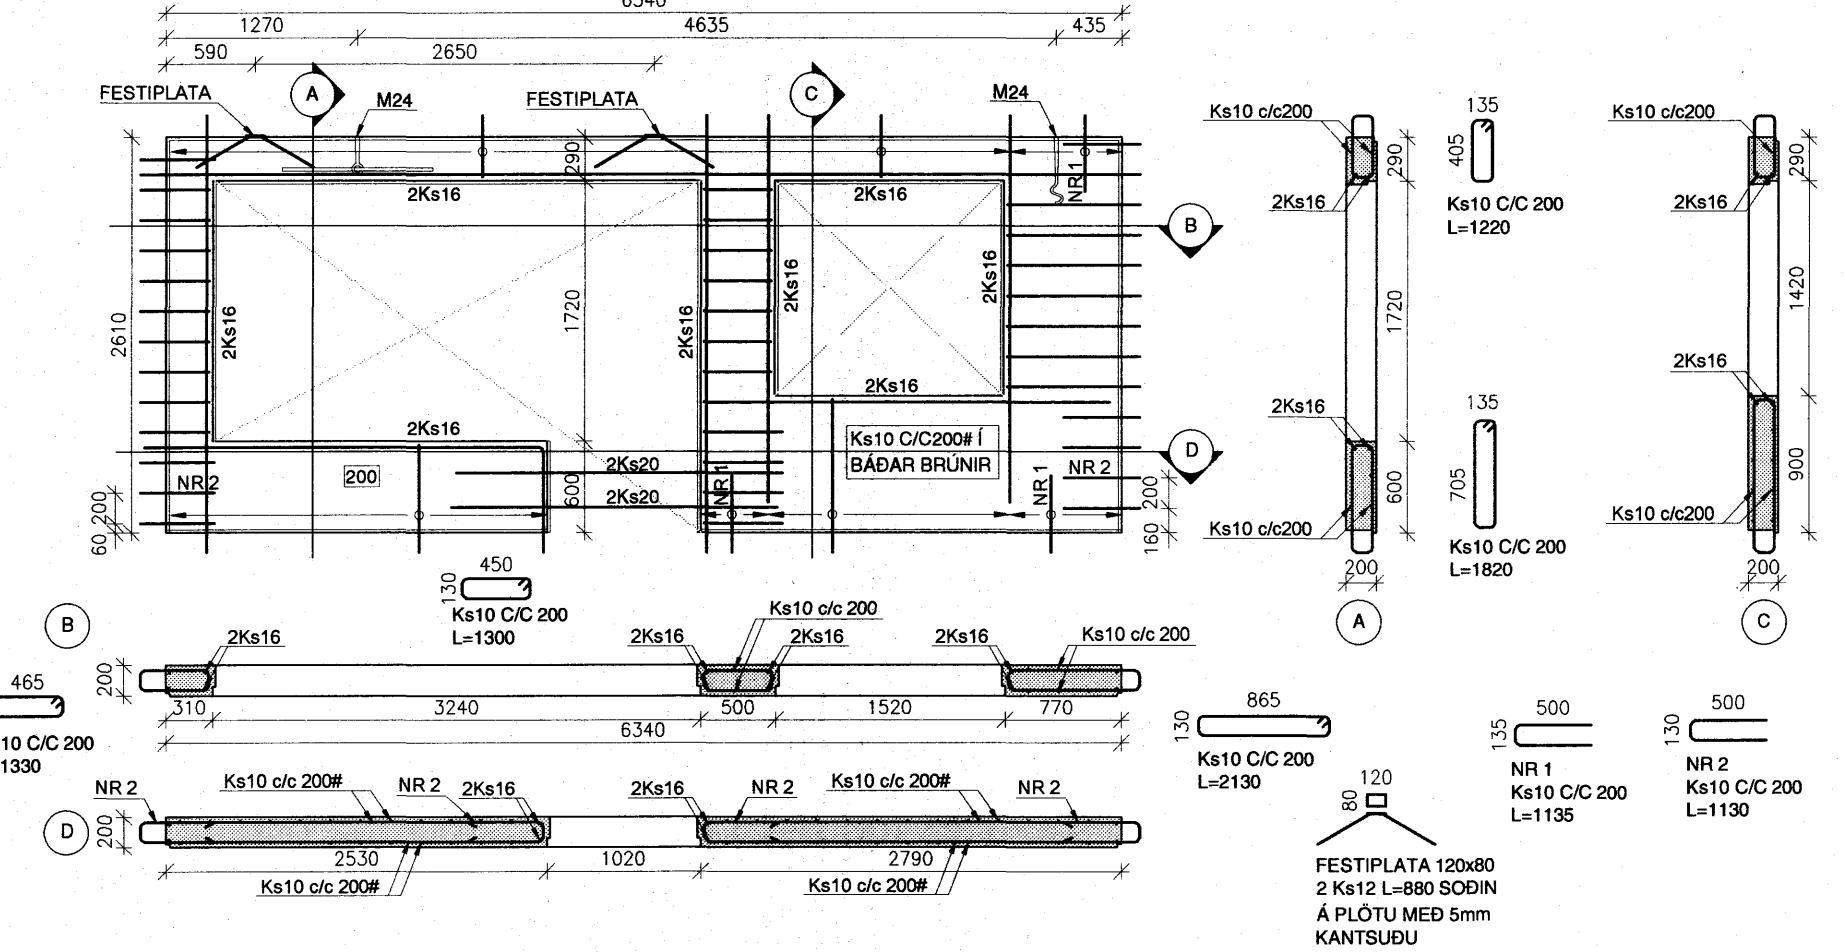 6340
1270
4635
435
590
2650
FESTIPLATA
A
M24
FESTIPLATA
C
M24
290
NR 1
2Ks16
2Ks16
B
2610
2Ks16
1720
2Ks16
2Ks16
2Ks16
2Ks16
2Ks16
Ks10 C/C200# Í
BÁÐAR BRÚNIR
D
NR 2
200
2Ks20
2Ks20
600
NR 1
NR 1
NR 2
200
60
200
160
Ks10 c/c200
290
2Ks16
1720
2Ks16
600
Ks10 c/c200
200
A
135
405
Ks10 C/C 200
L=1220
135
705
Ks10 C/C 200
L=1820
Ks10 c/c200
290
2Ks16
1420
2Ks16
900
Ks10 c/c200
200
C
450
130
Ks10 C/C 200
L=1300
B
2Ks16
2Ks16
Ks10 c/c 200
2Ks16
2Ks16
Ks10 c/c 200
200
310
3240
500
1520
770
6340
465
10 C/C 200
1330
865
130
Ks10 C/C 200
L=2130
500
135
NR 1
Ks10 C/C 200
L=1135
500
130
NR 2
Ks10 C/C 200
L=1130
D
NR 2
Ks10 c/c 200#
NR 2
2Ks16
2Ks16
NR 2
Ks10 c/c 200#
NR 2
200
2530
1020
2790
Ks10 c/c 200#
Ks10 c/c 200#
120
80
FESTIPLATA 120x80
2 Ks12 L=880 SOÐIN
Á PLÖTU MEÐ 5mm
KANTSUÐU